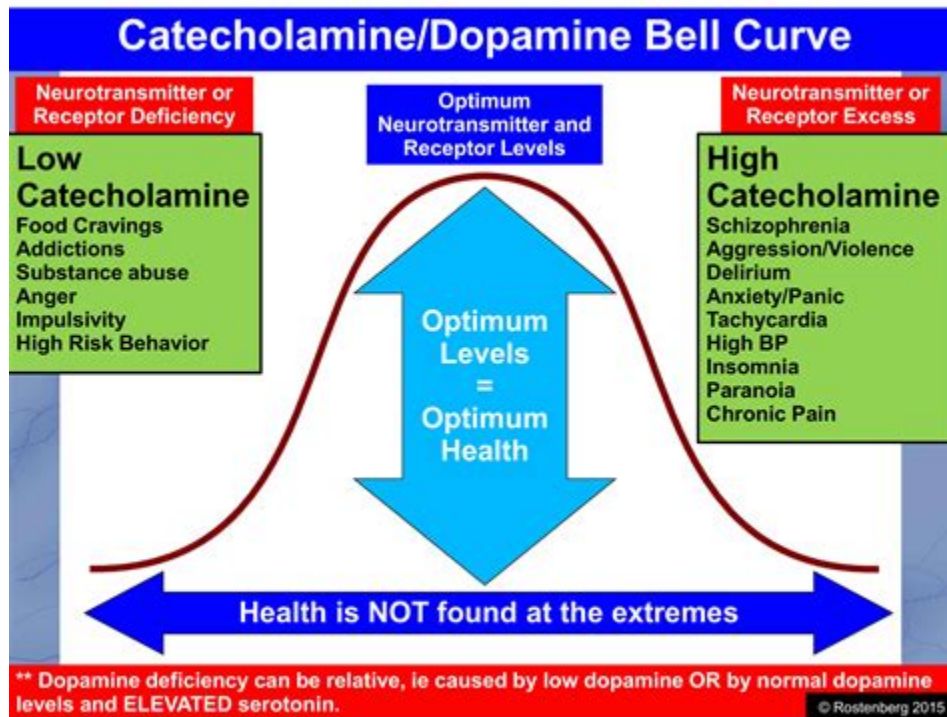 Catecholamine/Dopamine Bell Curve
Neurotransmitter or
Receptor Deficiency
Low
Catecholamine
Food Cravings
Addictions
Substance abuse
Anger
Impulsivity
High Risk Behavior
Optimum
Neurotransmitter and
Receptor Levels
Neurotransmitter or
Receptor Excess
High
Catecholamine
Schizophrenia
Aggression/Violence
Delirium
Anxiety/Panic
Tachycardia
High BP
Insomnia
Paranoia
Chronic Pain
Optimum
Levels
=
Optimum
Health
Health is NOT found at the extremes
** Dopamine deficiency can be relative, ie caused by low dopamine OR by normal dopamine
levels and ELEVATED serotonin.
© Rostenberg 2015